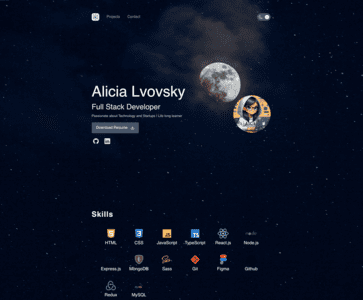 Projects
Contact
Alicia Lvovsky
Full Stack Developer
Passionate about Technology and Startups | Life-long learner
Download Resume
Skills
HTML
CSS
JavaScript
TypeScript
React.js
Node.js
Express.js
MongoDB
Sass
Git
Figma
Github
Redux
MySQL